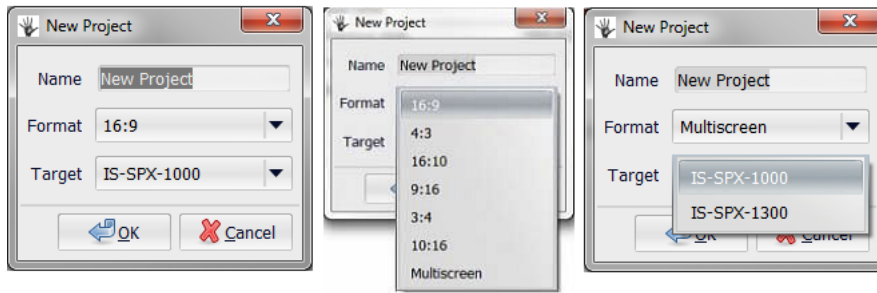 New Project
Name New Project
Format 16:9
Target IS-SPX-1000
OK Cancel
New Project
Name New Project
Format 16:9
4:3
Target
16:10
9:16
3:4
10:16
Multiscreen
New Project
Name New Project
Format Multiscreen
Target IS-SPX-1000
IS-SPX-1300
OK Cancel